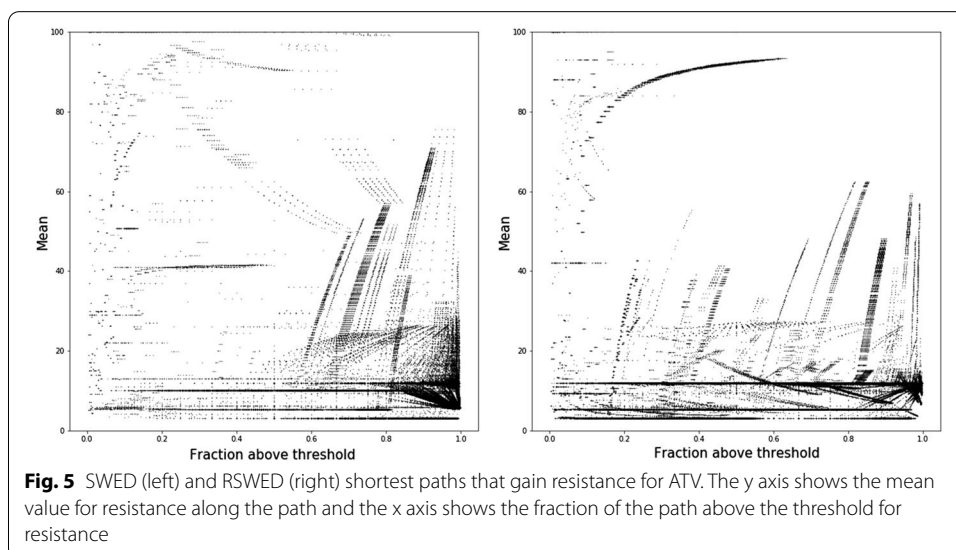 100
80
60
40
20
0
Mean
0.0 0.2 0.4 0.6 0.8 1.0
Fraction above threshold
100
80
60
40
20
0
Mean
0.0 0.2 0.4 0.6 0.8 1.0
Fraction above threshold
Fig. 5 SWED (left) and RSWED (right) shortest paths that gain resistance for ATV. The y axis shows the mean
value for resistance along the path and the x axis shows the fraction of the path above the threshold for
resistance